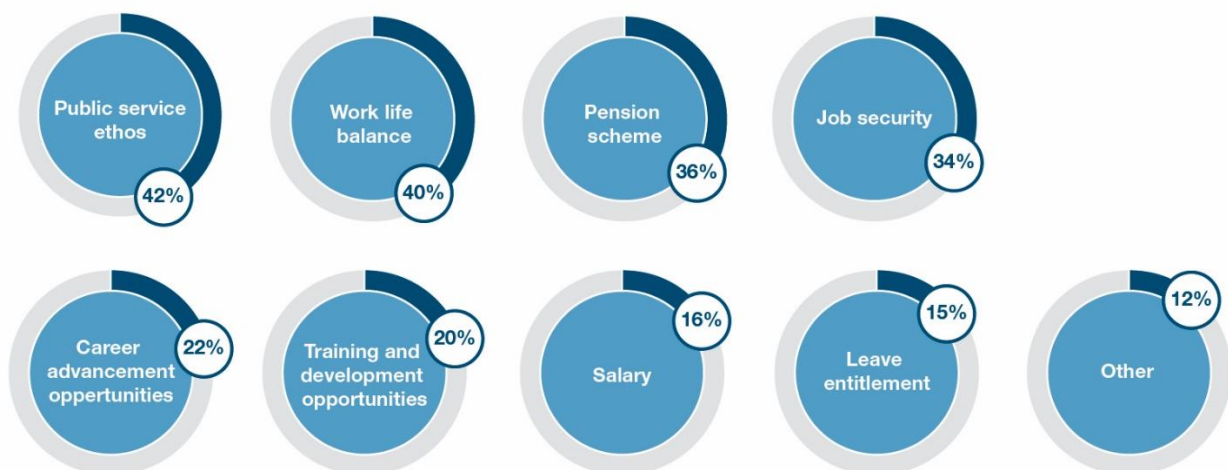 Public service
ethos
42%
Work life
balance
40%
Pension
scheme
36%
Job security
34%
Career
advancement
oppertunities
22%
Training and
development
opportunities
20%
Salary
16%
Leave
entitlement
15%
Other
12%